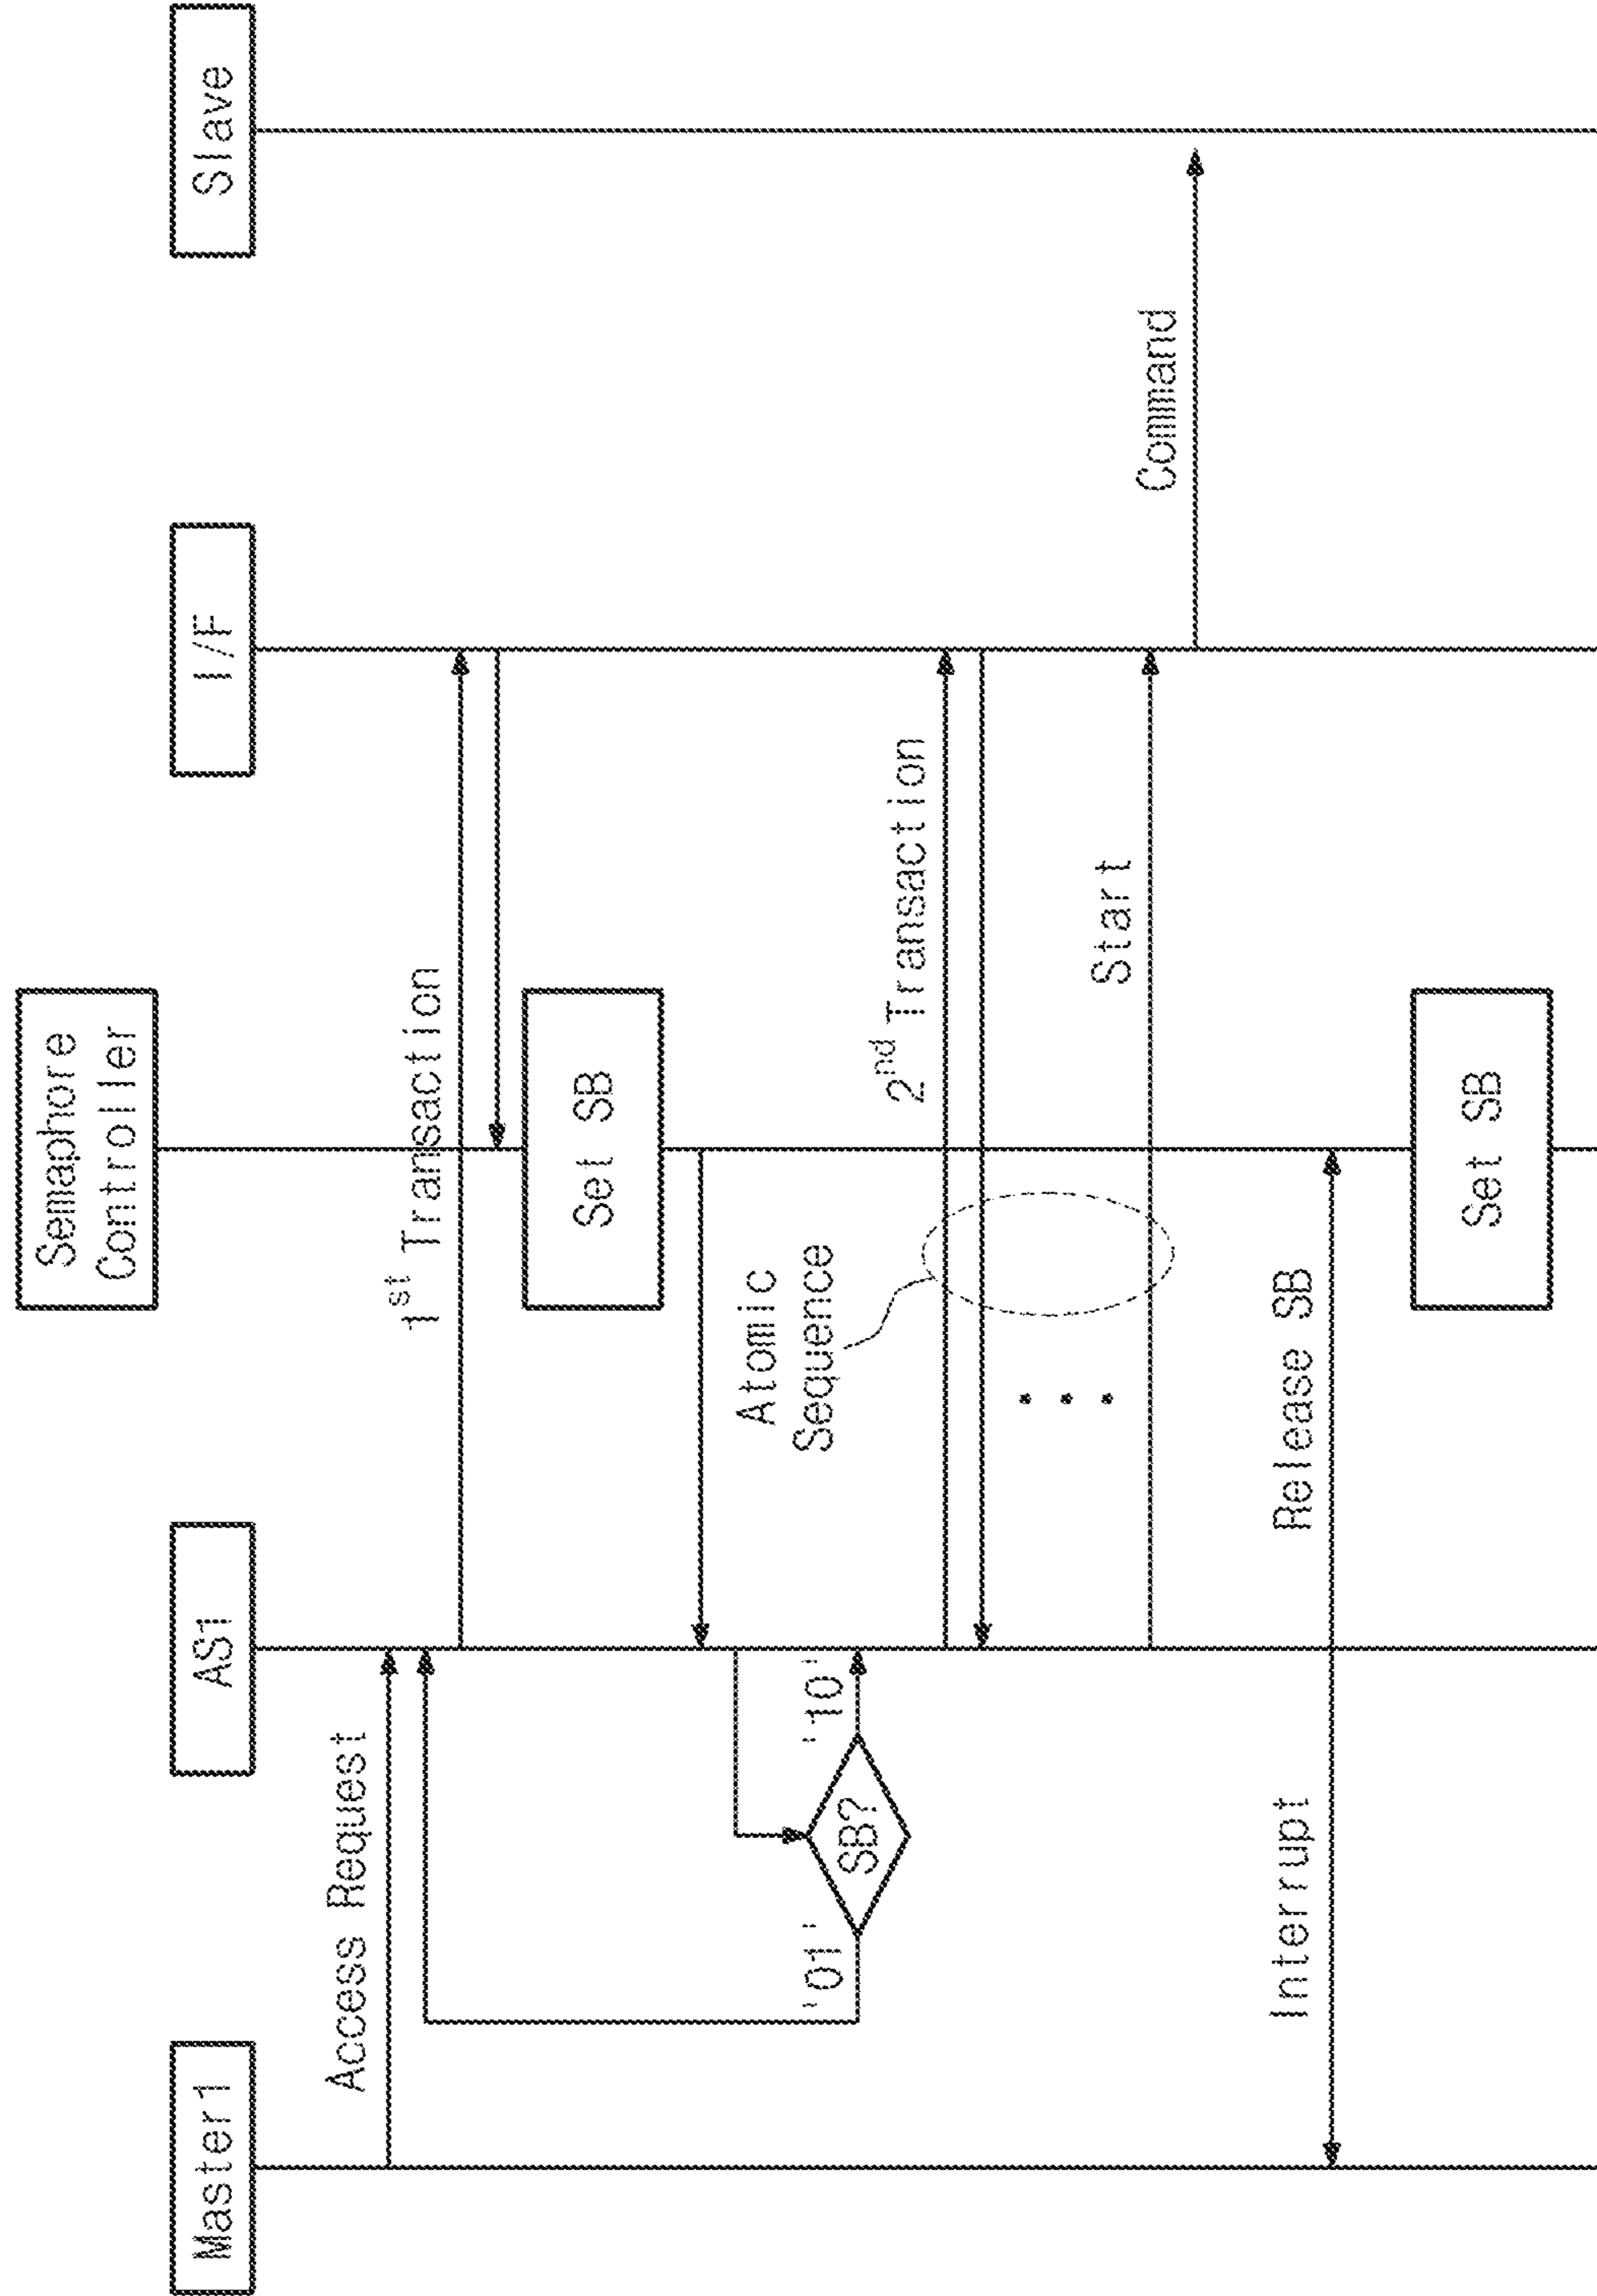 Master1
AS1
Semaphore
Controller
I/F
Slave
Access Request
1st Transaction
Set SB
Atomic
Sequence
'01'
SB?
'10'
2nd Transaction
Start
Command
Interrupt
Release SB
Set SB